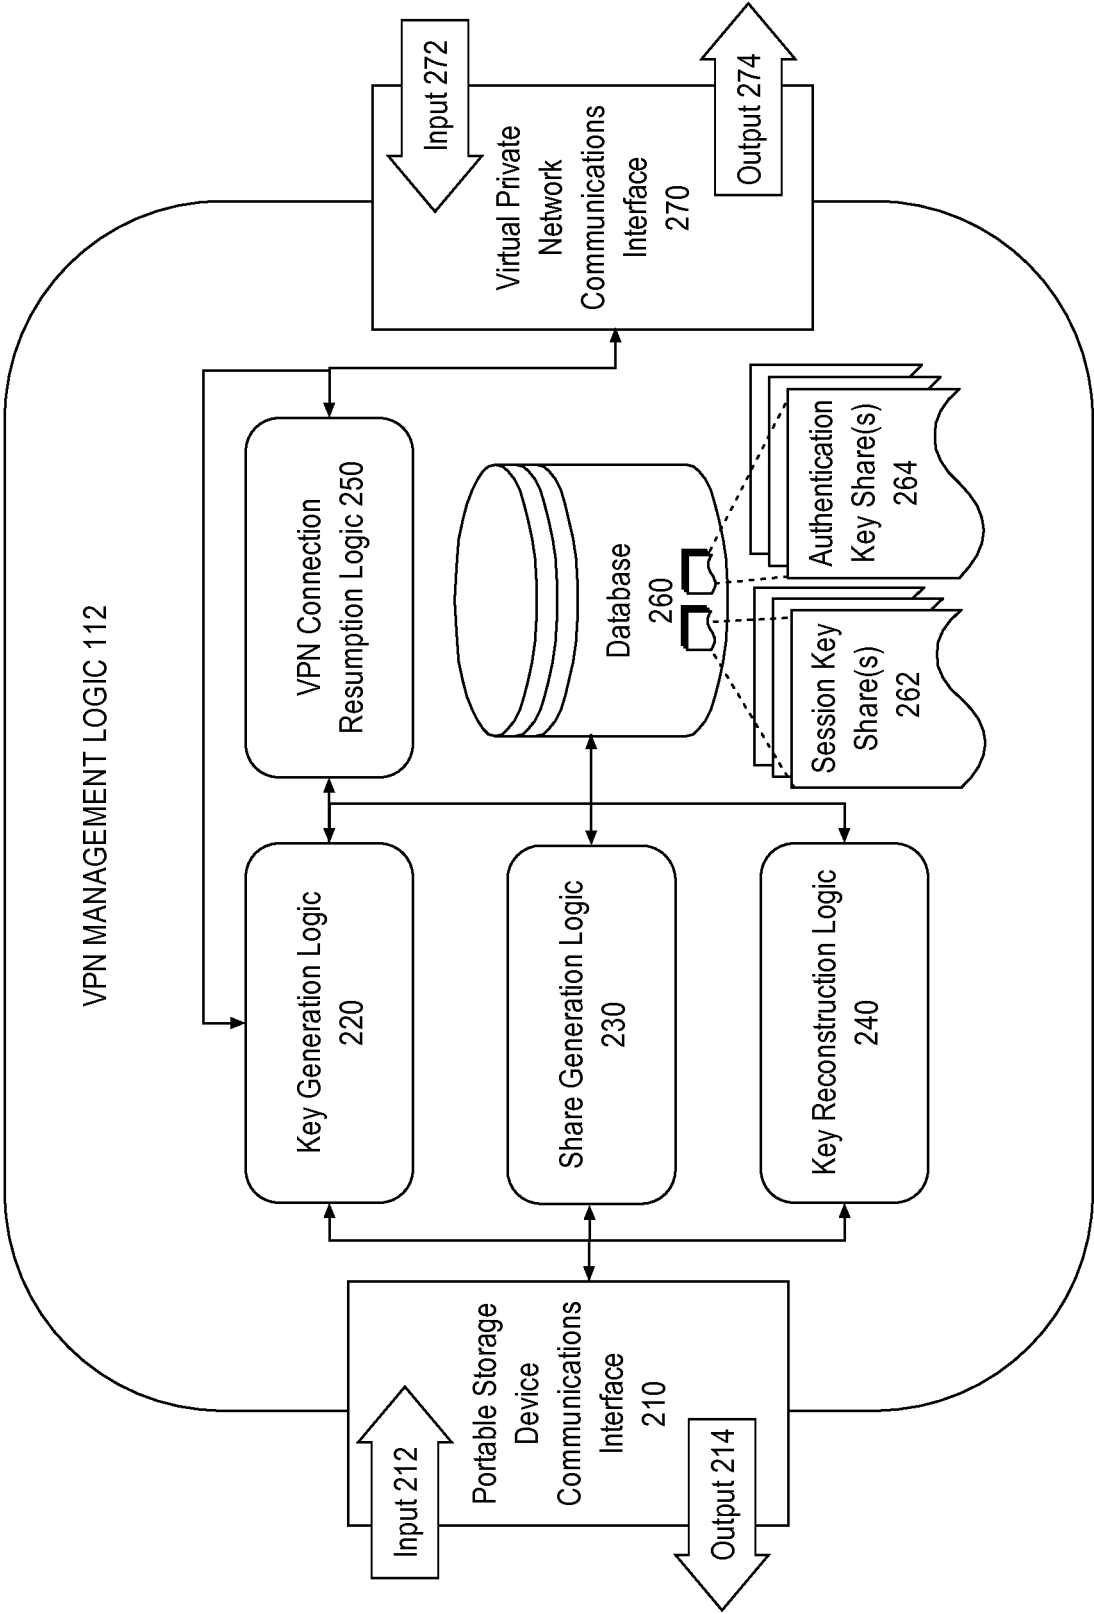 VPN MANAGEMENT LOGIC 112
Input 212
Portable Storage
Device
Communications
Interface
210
Output 214
Key Generation Logic
220
Share Generation Logic
230
Key Reconstruction Logic
240
VPN Connection
Resumption Logic 250
Database
260
Session Key
Share(s)
262
Authentication
Key Share(s)
264
Input 272
Virtual Private
Network
Communications
Interface
270
Output 274